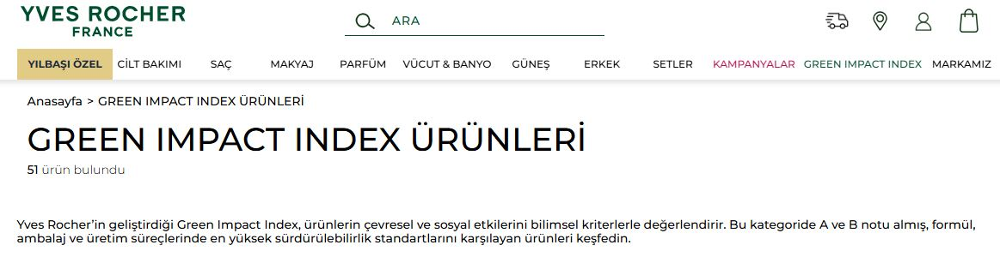 YVES ROCHER
FRANCE
ARA
YILBAŞI ÖZEL CİLT BAKIMI SAÇ MAKYAJ PARFÜM VÜCUT & BANYO GÜNEŞ ERKEK SETLER KAMPANYALAR GREEN IMPACT INDEX MARKAMIZ
Anasayfa > GREEN IMPACT INDEX ÜRÜNLERİ
GREEN IMPACT INDEX ÜRÜNLERİ
51 ürün bulundu
Yves Rocher’in geliştirdiği Green Impact Index, ürünlerin çevresel ve sosyal etkilerini bilimsel kriterlerle değerlendirir. Bu kategoride A ve B notu almış, formül,
ambalaj ve üretim süreçlerinde en yüksek sürdürülebilirlik standartlarını karşılayan ürünleri keşfedin.